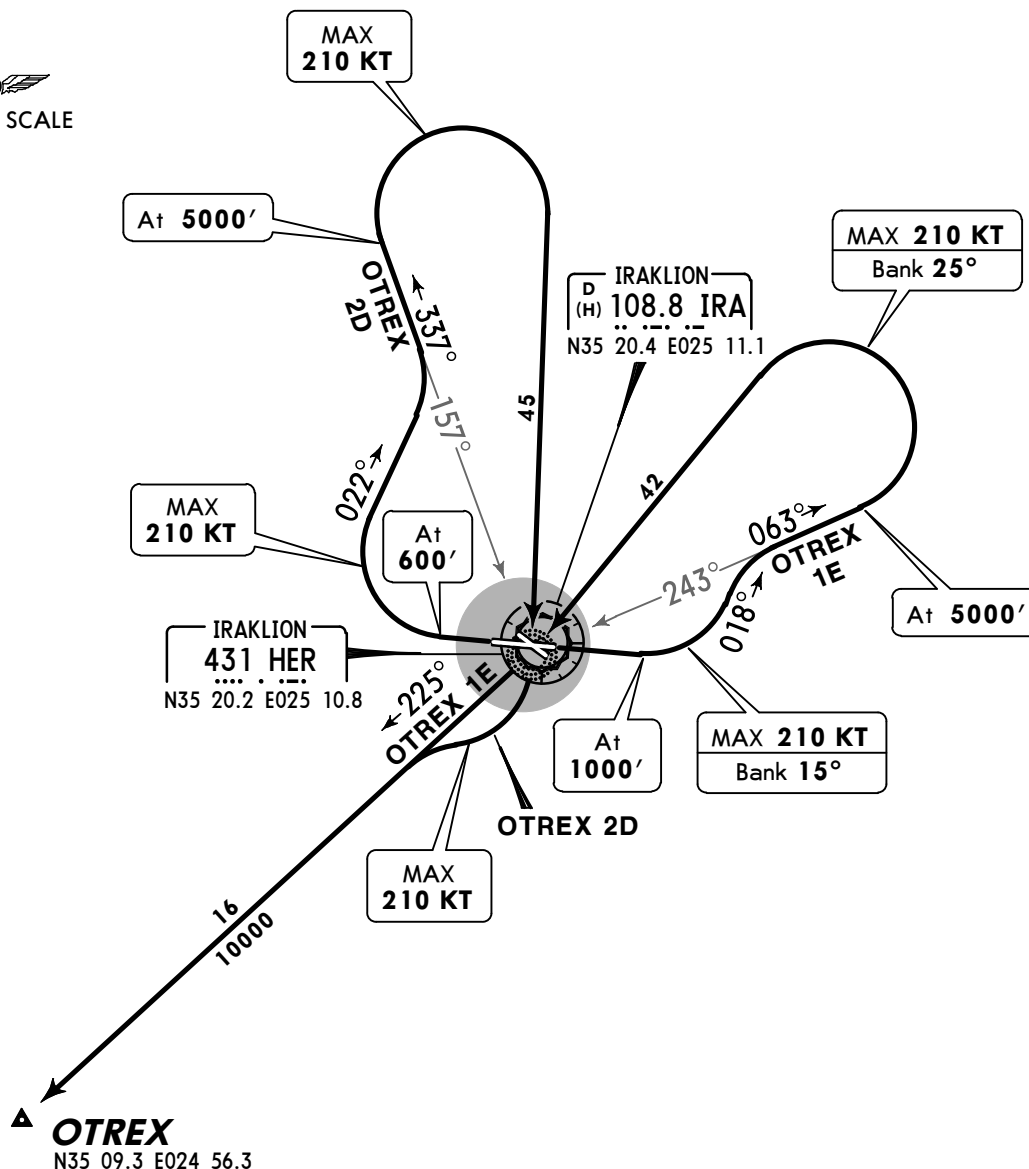 MAX
210 KT
SCALE
At 5000′
MAX 210 KT
Bank 25°
IRAKLION
D
(H) 108.8 IRA
N35 20.4 E025 11.1
OTREX
2D
337°
157°
45
42
022°
MAX
210 KT
At
600′
063°
OTREX
1E
243°
018°
At 5000′
IRAKLION
431 HER
N35 20.2 E025 10.8
225°
OTREX 1E
At
1000′
MAX 210 KT
Bank 15°
OTREX 2D
MAX
210 KT
16
10000
OTREX
N35 09.3 E024 56.3